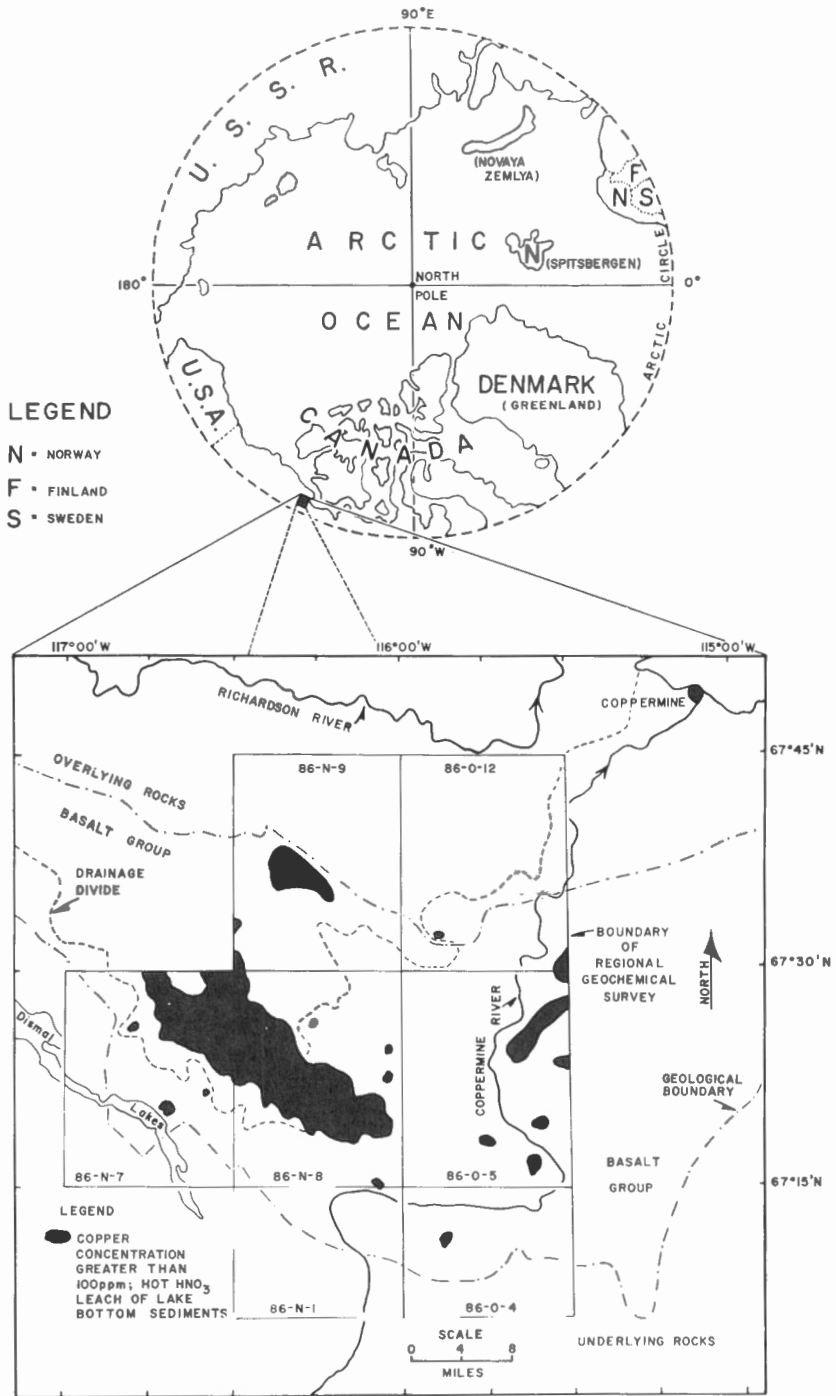 90°E
U. S. S. R.
(NOVAYA
ZEMLYA)
F
N S
ARCTIC
N
(SPITSBERGEN)
CIRCLE
ARCTIC
180°
NORTH
POLE
0°
OCEAN
U.S.A.
DENMARK
(GREENLAND)
CANADA
90°W
LEGEND
N - NORWAY
F - FINLAND
S - SWEDEN
117°00'W
116°00'W
115°00'W
RICHARDSON RIVER
COPPERMINE
67°45'N
86-N-9
86-O-12
OVERLYING ROCKS
BASALT GROUP
DRAINAGE
DIVIDE
BOUNDARY
OF
REGIONAL
GEOCHEMICAL
SURVEY
67°30'N
NORTH
Dismal
Lakes
COPPERMINE
RIVER
GEOLOGICAL
BOUNDARY
BASALT
GROUP
86-N-7
86-N-8
86-O-5
67°15'N
LEGEND
COPPER
CONCENTRATION
GREATER THAN
100ppm; HOT HNO₃
LEACH OF LAKE
BOTTOM SEDIMENTS
86-N-1
86-O-4
SCALE
0 4 8
MILES
UNDERLYING ROCKS